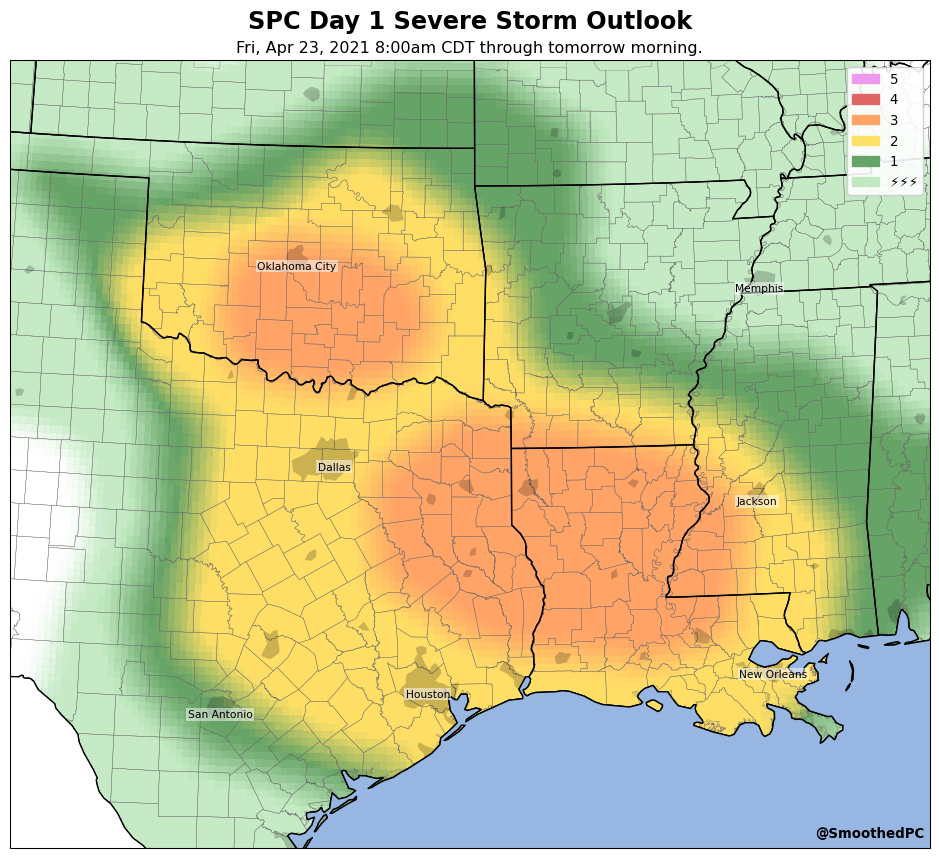 SPC Day 1 Severe Storm Outlook
Fri, Apr 23, 2021 8:00am CDT through tomorrow morning.
5
4
3
2
1
⚡⚡⚡
Oklahoma City
Memphis
Dallas
Jackson
New Orleans
Houston
San Antonio
@SmoothedPC